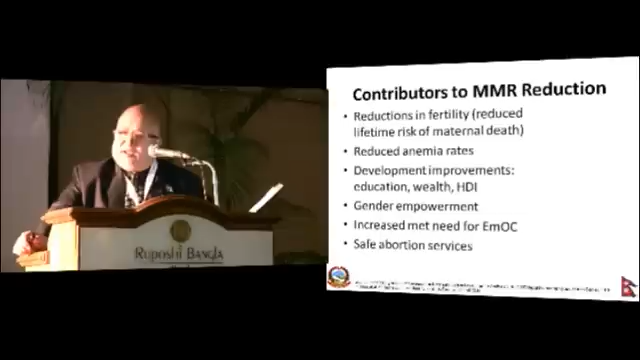 Contributors to MMR Reduction
• Reductions in fertility (reduced
lifetime risk of maternal death)
• Reduced anemia rates
• Development improvements:
education, wealth, HDI
• Gender empowerment
• Increased met need for EmOC
• Safe abortion services
RUPOSHI BANGLA